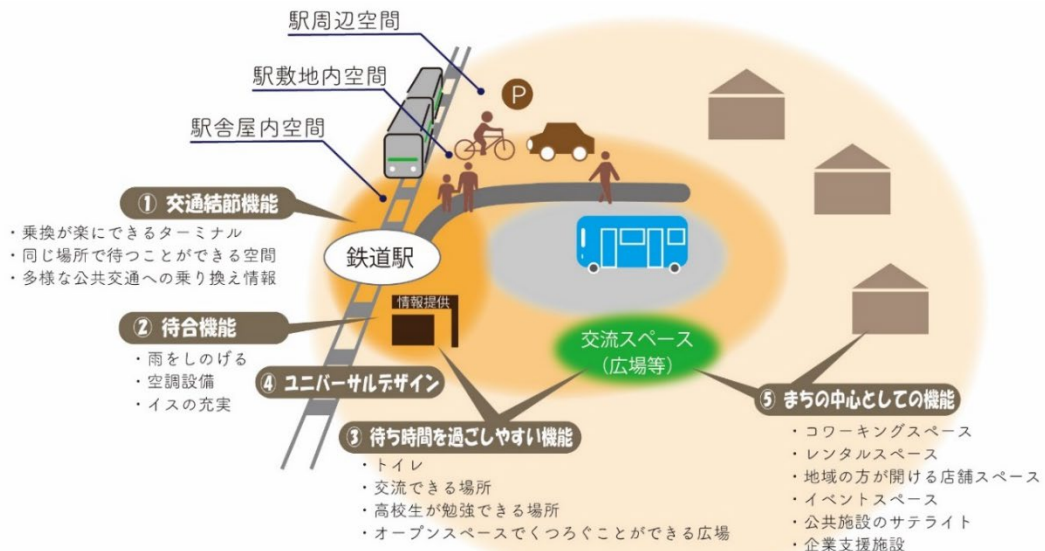 駅周辺空間
駅敷地内空間
駅舎屋内空間
P
① 交通結節機能
・乗換が楽にできるターミナル
・同じ場所で待つことができる空間
・多様な公共交通への乗り換え情報
鉄道駅
情報提供
② 待合機能
・雨をしのげる
・空調設備
・イスの充実
④ ユニバーサルデザイン
交流スペース
（広場等）
③ 待ち時間を過ごしやすい機能
・トイレ
・交流できる場所
・高校生が勉強できる場所
・オープンスペースでくつろぐことができる広場
⑤ まちの中心としての機能
・コワーキングスペース
・レンタルスペース
・地域の方が開ける店舗スペース
・イベントスペース
・公共施設のサテライト
・企業支援施設